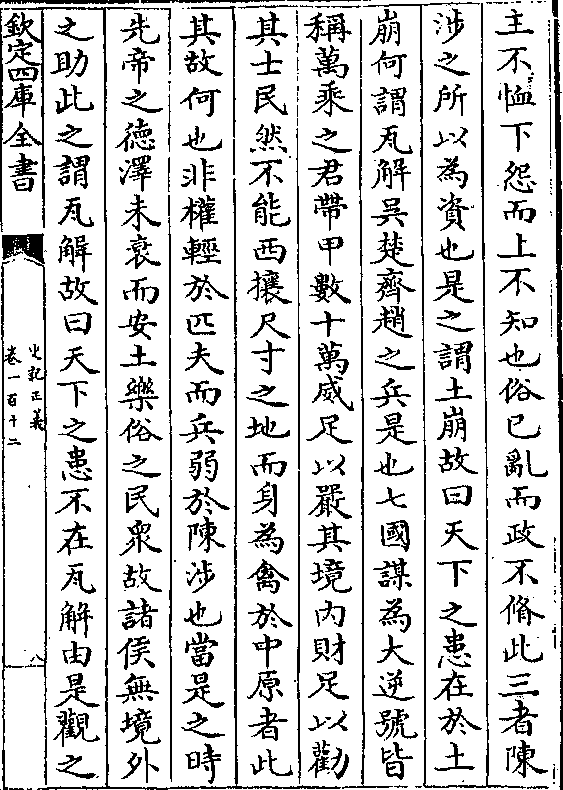 主不恤下怨而上不知也俗已亂而政不脩此三者陳
涉之所以為資也是之謂土崩故曰天下之患在於土
崩何謂瓦解吳楚齊趙之兵是也七國謀為大逆號皆
稱萬乘之君帶甲數十萬威足以嚴其境內財足以勸
其士民然不能西攘尺寸之地而身為禽於中原者此
其故何也非權輕於匹夫而兵弱於陳涉也當是之時
先帝之德澤未衰而安土樂俗之民衆故諸侯無境外
之助此之謂瓦解故曰天下之患不在瓦解由是觀之
欽定四庫全書
史記正義
卷一百十二
八